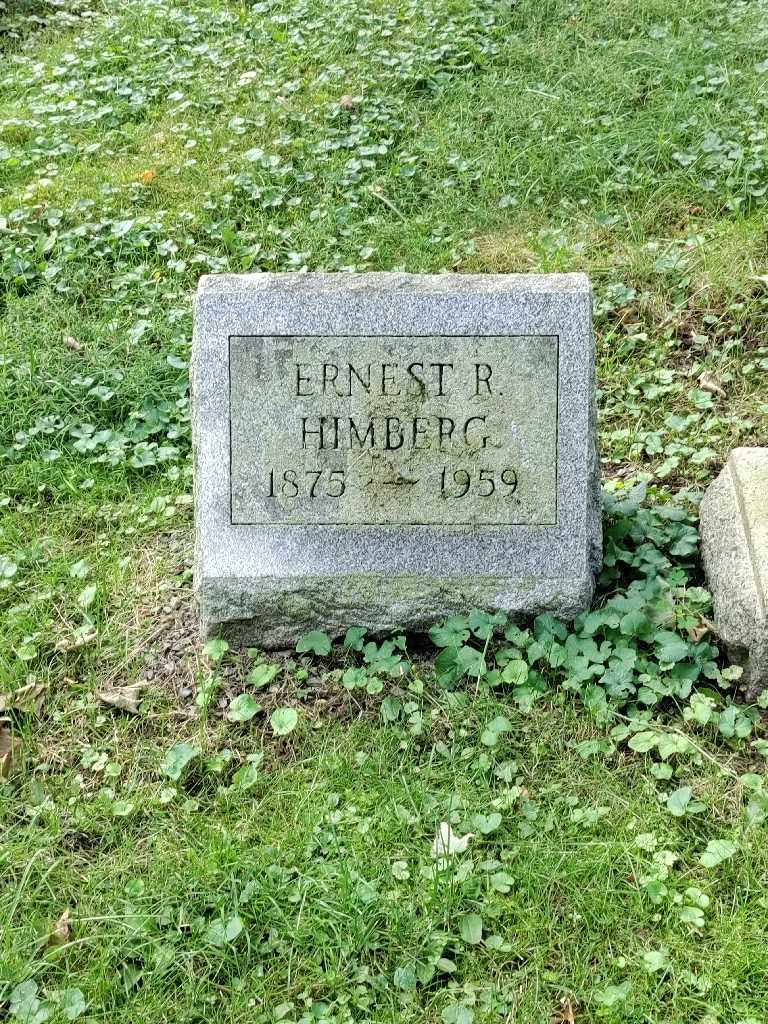 ERNEST R.
HIMBERG
1875 — 1959